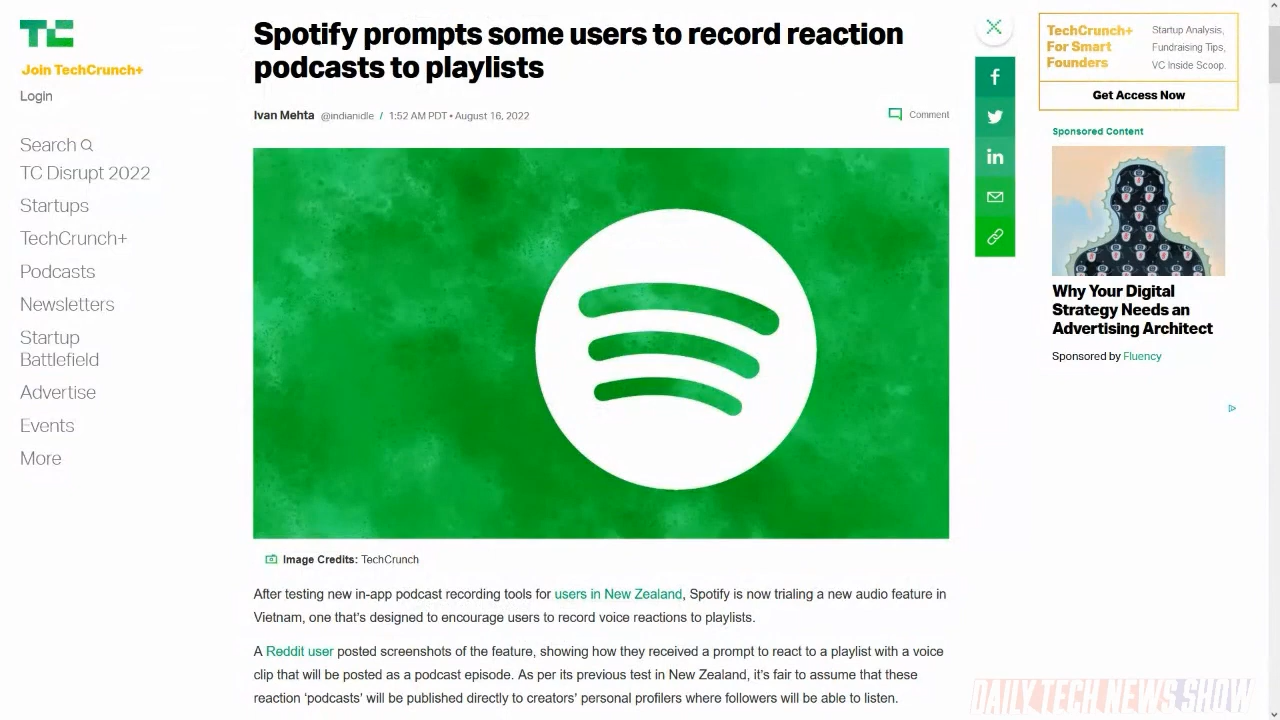 TC
Join TechCrunch+
Login
Search
TC Disrupt 2022
Startups
TechCrunch+
Podcasts
Newsletters
Startup
Battlefield
Advertise
Events
More
Spotify prompts some users to record reaction
podcasts to playlists
Ivan Mehta @indianidle / 1:52 AM PDT • August 16, 2022
Comment
Image Credits: TechCrunch
After testing new in-app podcast recording tools for users in New Zealand, Spotify is now trialing a new audio feature in
Vietnam, one that's designed to encourage users to record voice reactions to playlists.
A Reddit user posted screenshots of the feature, showing how they received a prompt to react to a playlist with a voice
clip that will be posted as a podcast episode. As per its previous test in New Zealand, it's fair to assume that these
reaction ‘podcasts’ will be published directly to creators’ personal profilers where followers will be able to listen.
f
in
TechCrunch+
For Smart
Founders
Startup Analysis,
Fundraising Tips,
VC Inside Scoop.
Get Access Now
Sponsored Content
Why Your Digital
Strategy Needs an
Advertising Architect
Sponsored by Fluency
DAILY TECH NEWS SHOW